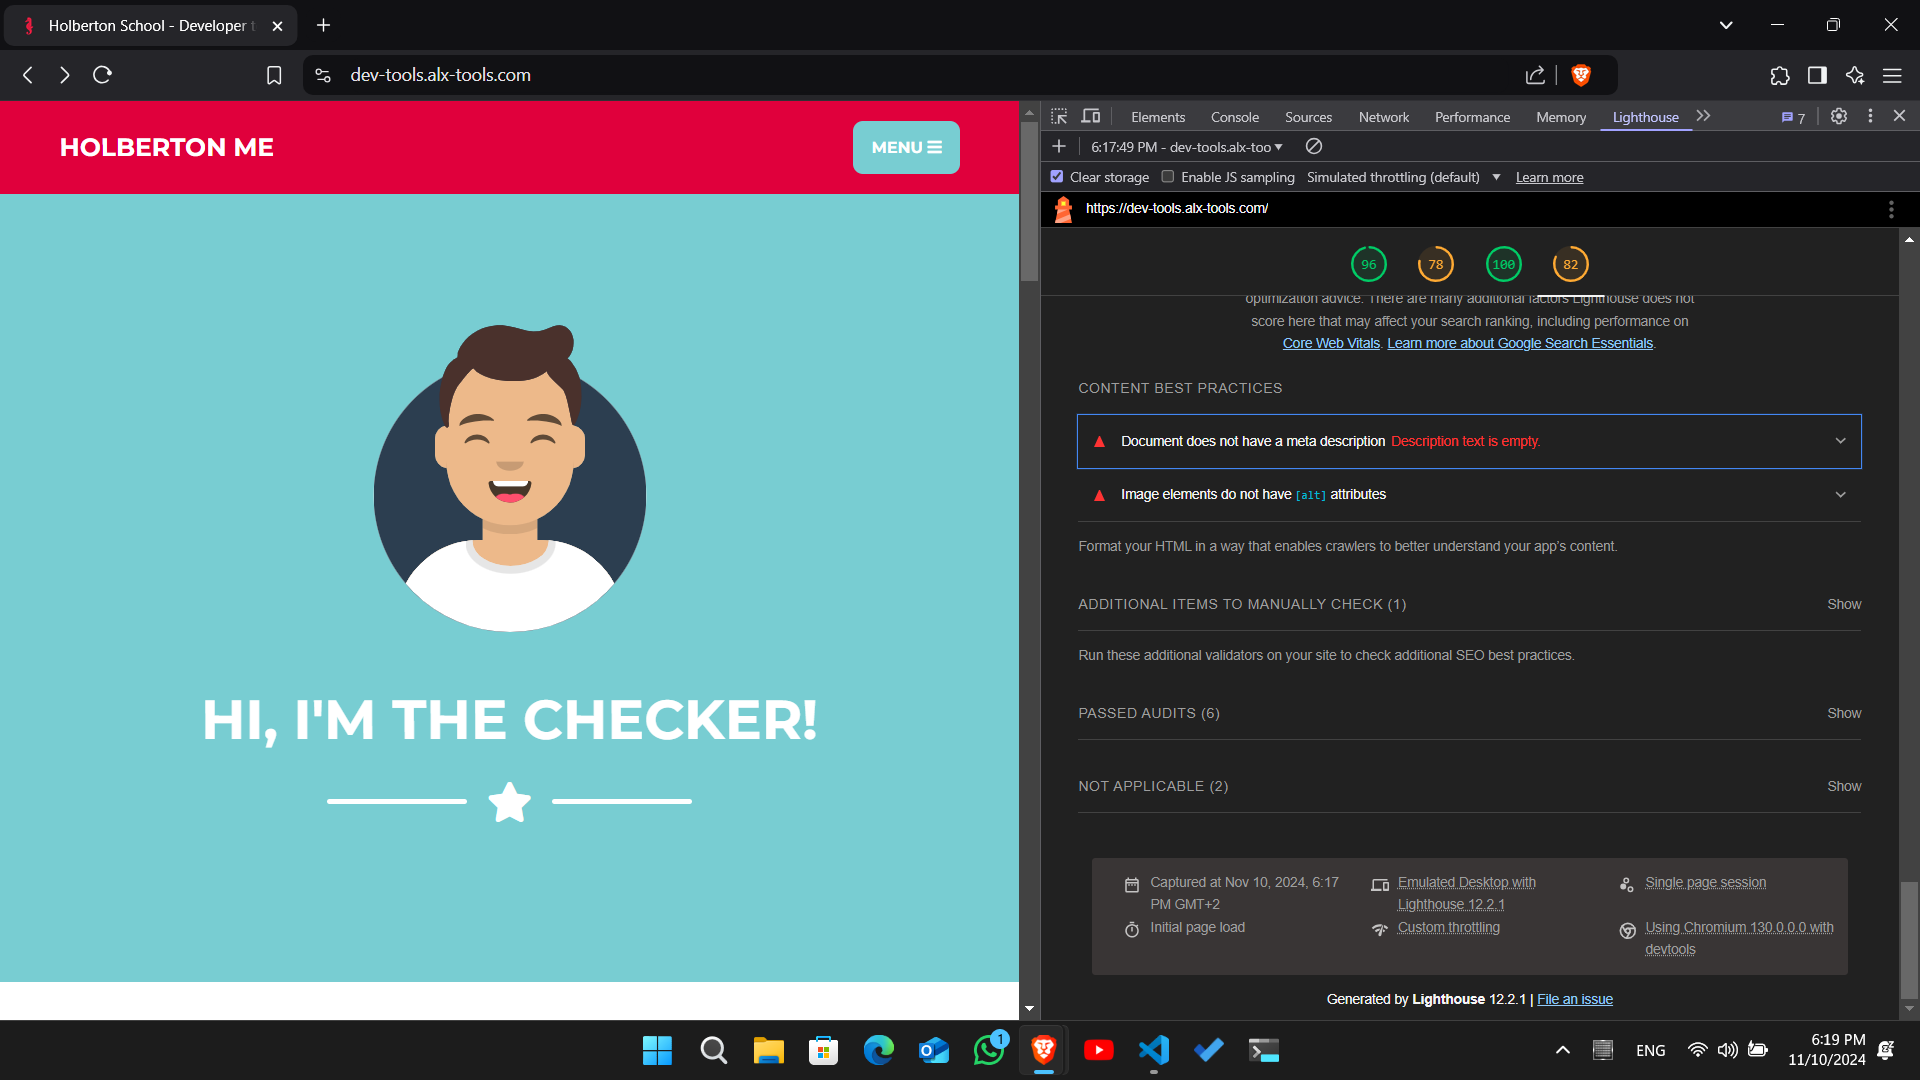 Holberton School - Developer t
dev-tools.alx-tools.com
HOLBERTON ME
MENU
HI, I'M THE CHECKER!
Elements Console Sources Network Performance Memory Lighthouse 7
6:17:49 PM - dev-tools.alx-too
Clear storage Enable JS sampling Simulated throttling (default) Learn more
https://dev-tools.alx-tools.com/
96 78 100 82
optimization advice. There are many additional factors Lighthouse does not
score here that may affect your search ranking, including performance on
Core Web Vitals. Learn more about Google Search Essentials.
CONTENT BEST PRACTICES
Document does not have a meta description Description text is empty.
Image elements do not have [alt] attributes
Format your HTML in a way that enables crawlers to better understand your app's content.
ADDITIONAL ITEMS TO MANUALLY CHECK (1) Show
Run these additional validators on your site to check additional SEO best practices.
PASSED AUDITS (6) Show
NOT APPLICABLE (2) Show
Captured at Nov 10, 2024, 6:17
PM GMT+2
Initial page load
Emulated Desktop with
Lighthouse 12.2.1
Custom throttling
Single page session
Using Chromium 130.0.0.0 with
devtools
Generated by Lighthouse 12.2.1 | File an issue
1
ENG
6:19 PM
11/10/2024